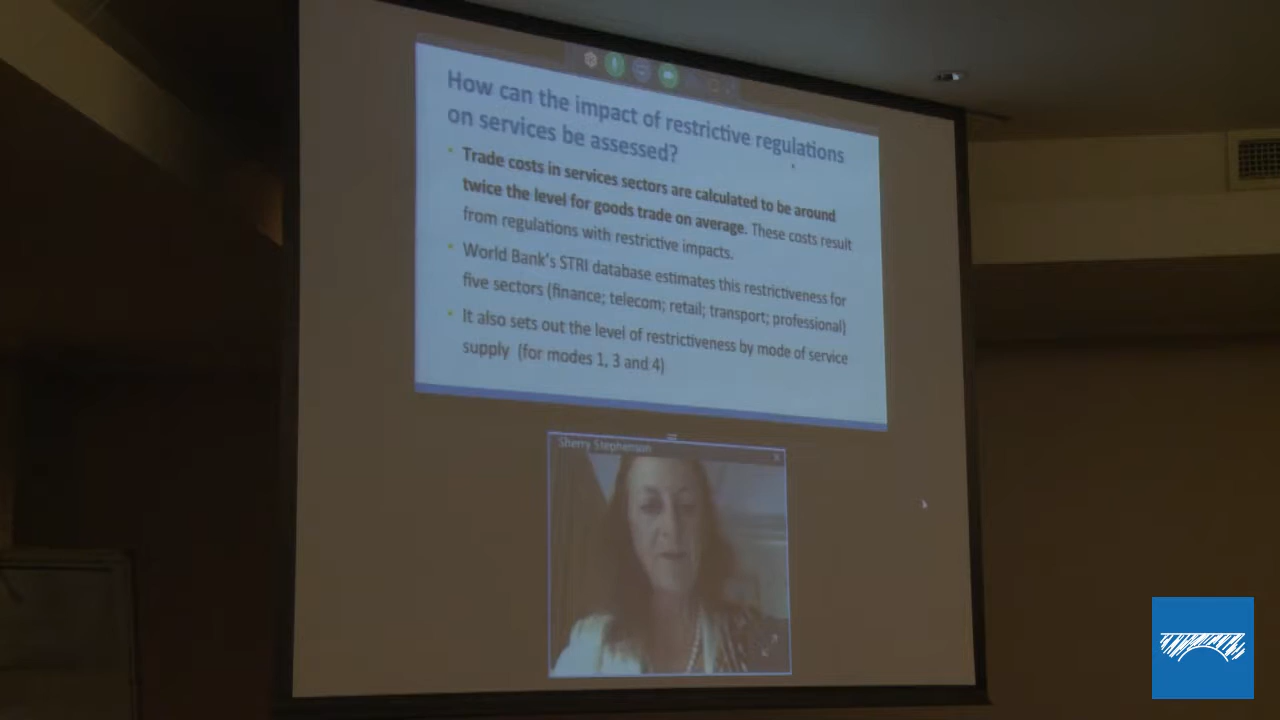 How can the impact of restrictive regulations
on services be assessed?
• Trade costs in services sectors are calculated to be around
twice the level for goods trade on average. These costs result
from regulations with restrictive impacts.
• World Bank's STRI database estimates this restrictiveness for
five sectors (finance; telecom; retail; transport; professional)
• It also sets out the level of restrictiveness by mode of service
supply (for modes 1, 3 and 4)
Sherry Stephenson